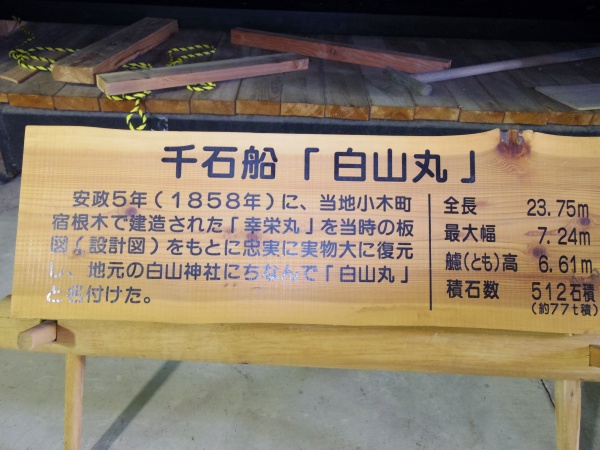 千石船「白山丸」
安政5年(1858年)に、当地小木町
宿根木で建造された「幸栄丸」を当時の板
図(設計図)をもとに忠実に実物大に復元
し、地元の白山神社にちなんで「白山丸」
と名付けた。
全長 23.75m
最大幅 7.24m
艫(とも)高 6.61m
積石数 512石積
(約77t積)